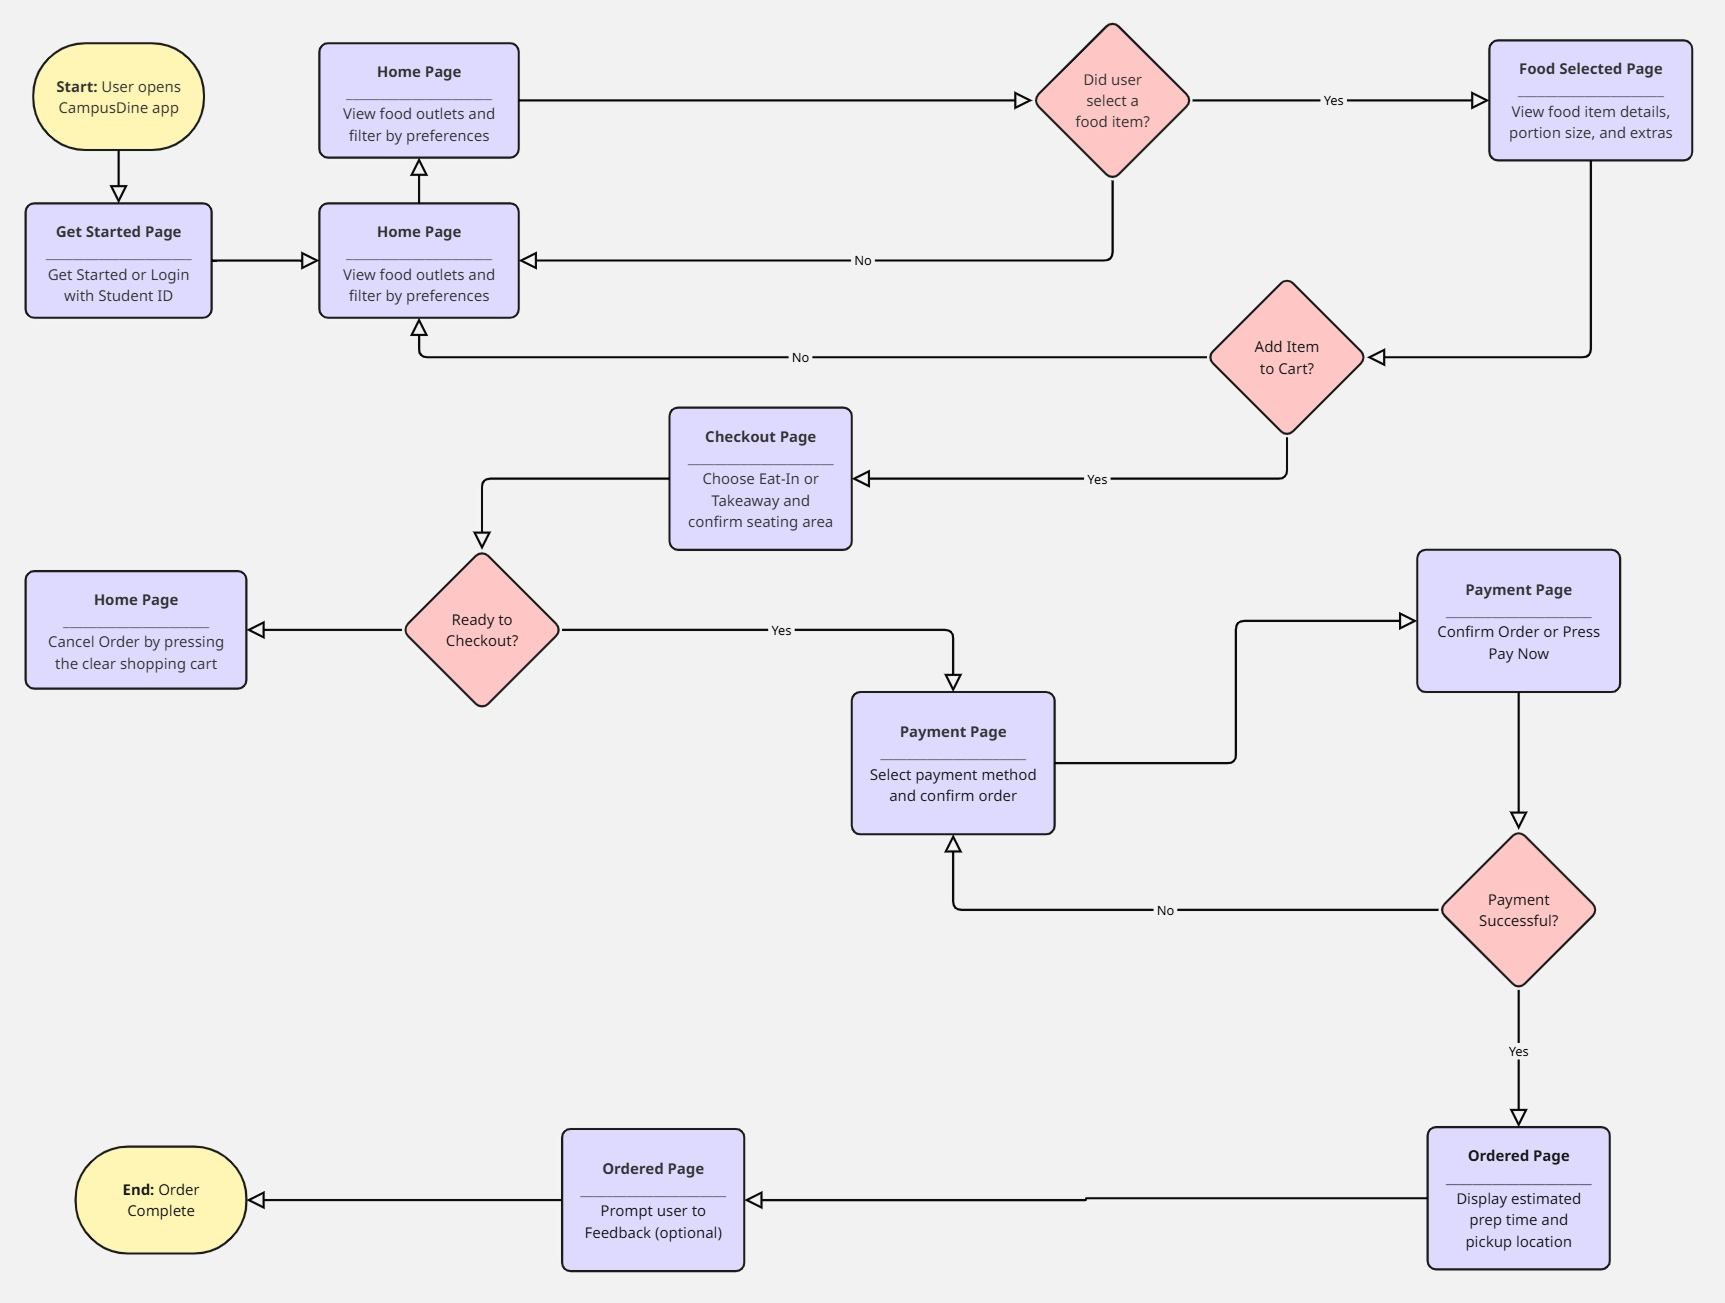 Start: User opens
CampusDine app
Home Page
View food outlets and
filter by preferences
Did user
select a
food item?
Yes
Food Selected Page
View food item details,
portion size, and extras
Get Started Page
Get Started or Login
with Student ID
Home Page
View food outlets and
filter by preferences
No
Add Item
to Cart?
No
Checkout Page
Choose Eat-In or
Takeaway and
confirm seating area
Yes
Home Page
Cancel Order by pressing
the clear shopping cart
Ready to
Checkout?
Yes
Payment Page
Confirm Order or Press
Pay Now
Payment Page
Select payment method
and confirm order
No
Payment
Successful?
Yes
End: Order
Complete
Ordered Page
Prompt user to
Feedback (optional)
Ordered Page
Display estimated
prep time and
pickup location